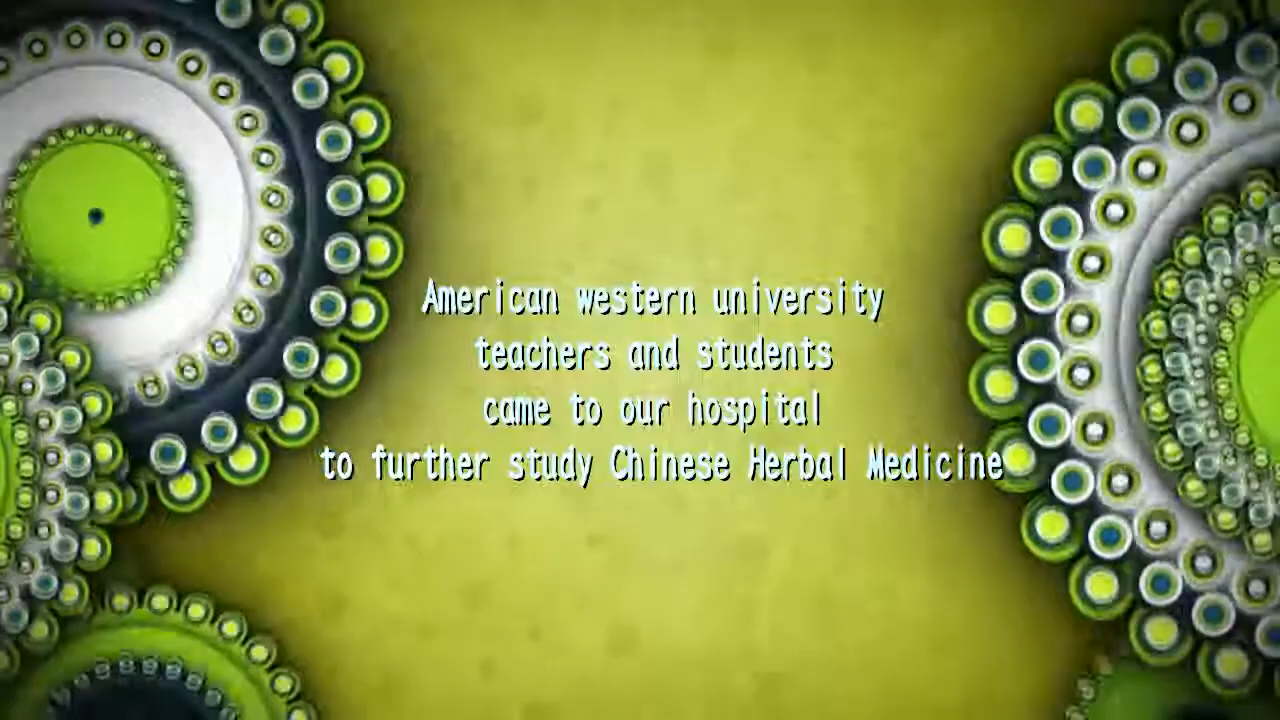 American western university
teachers and students
came to our hospital
to further study Chinese Herbal Medicine